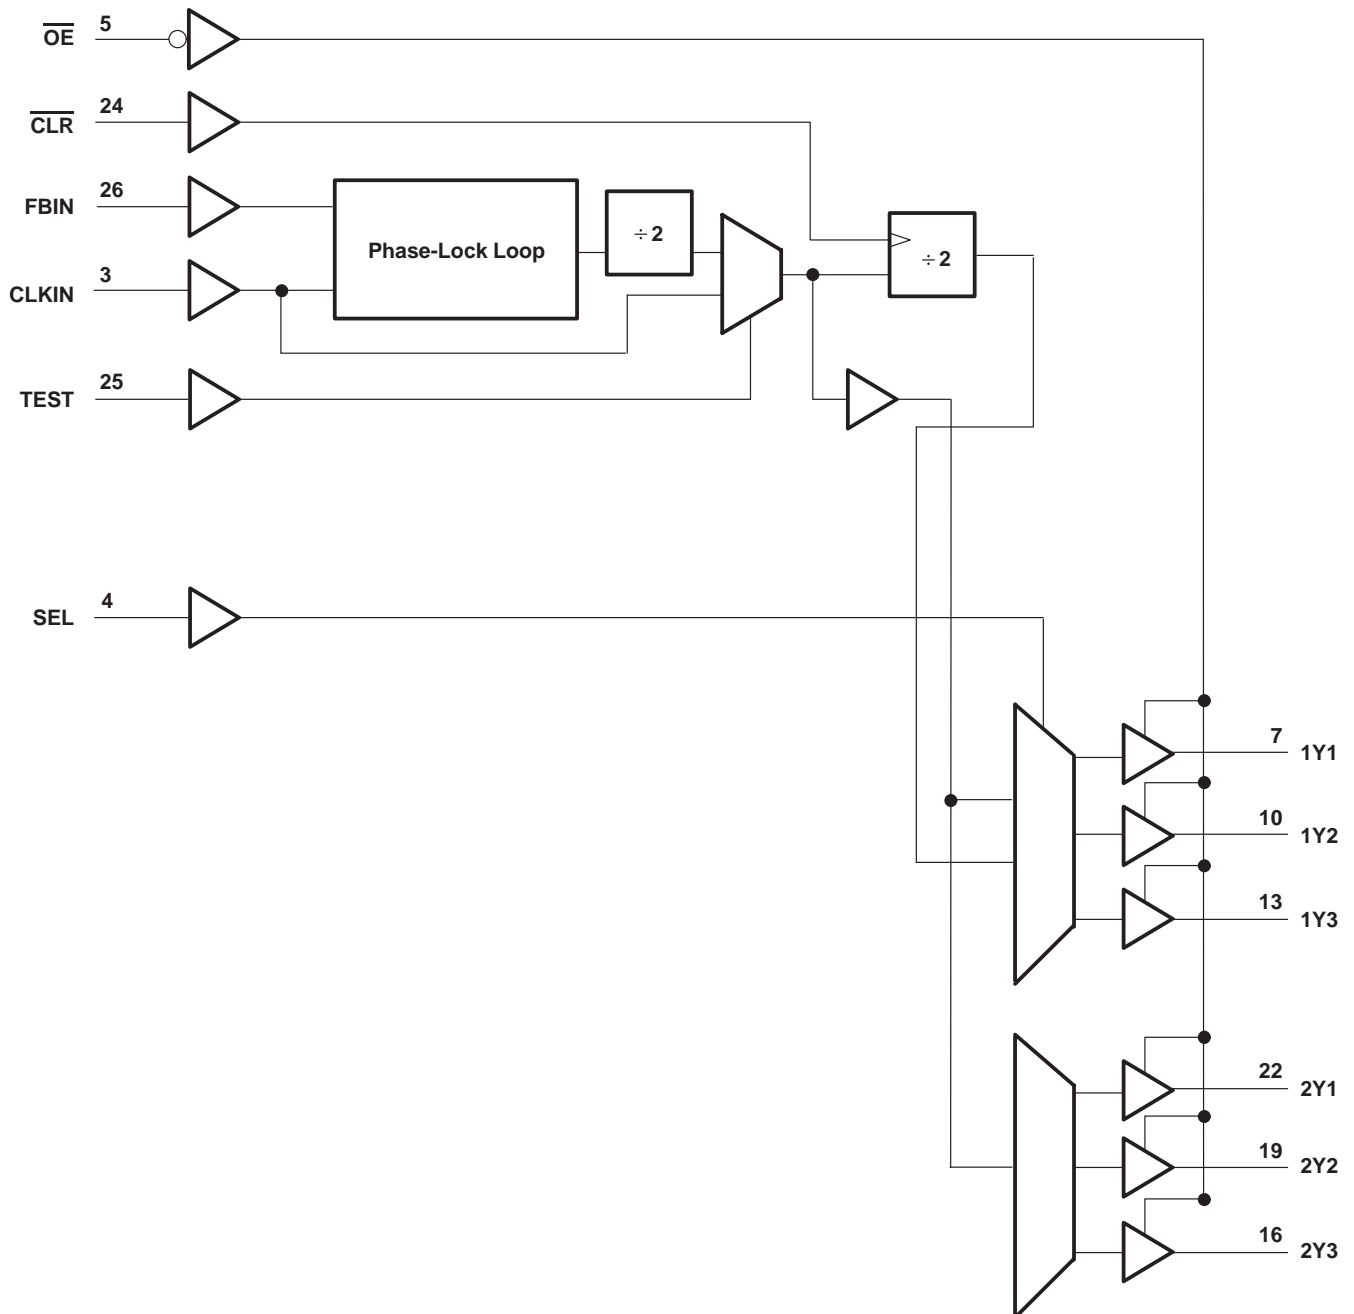 OE 5
CLR 24
FBIN 26
Phase-Lock Loop
÷ 2
÷ 2
CLKIN 3
TEST 25
SEL 4
7 1Y1
10 1Y2
13 1Y3
22 2Y1
19 2Y2
16 2Y3